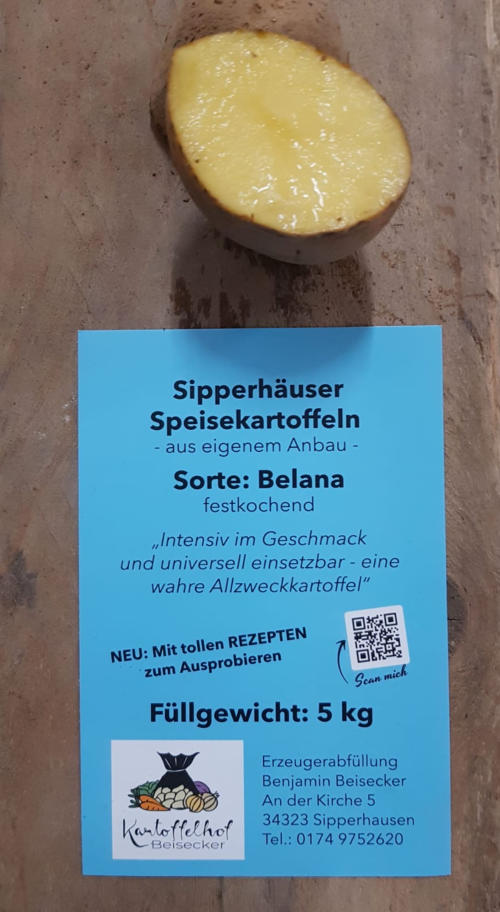 Sipperhäuser
Speisekartoffeln
- aus eigenem Anbau -
Sorte: Belana
festkochend
„Intensiv im Geschmack
und universell einsetzbar - eine
wahre Allzweckkartoffel“
NEU: Mit tollen REZEPTEN
zum Ausprobieren
Scan mich
Füllgewicht: 5 kg
Kartoffelhof
Beisecker
Erzeugerabfüllung
Benjamin Beisecker
An der Kirche 5
34323 Sipperhausen
Tel.: 0174 9752620